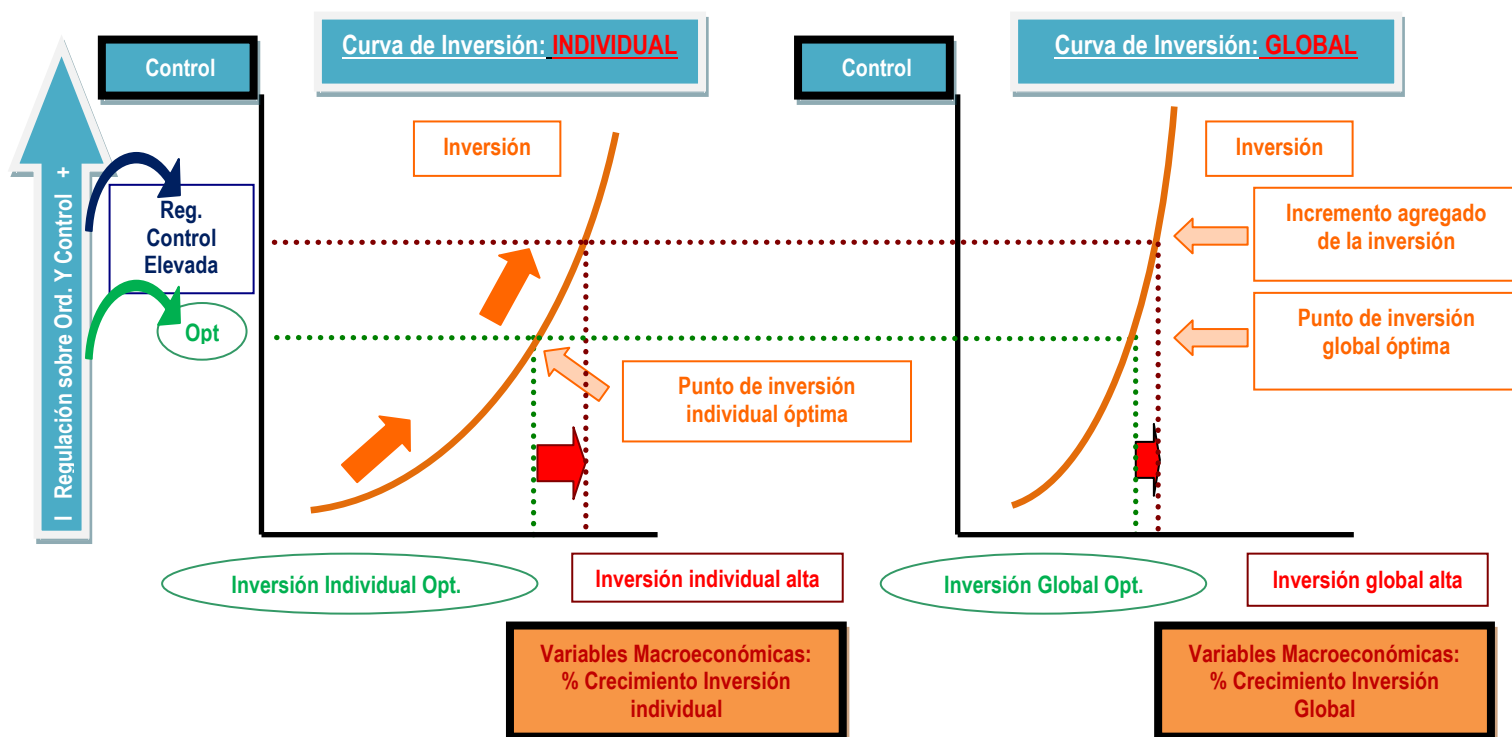 Curva de Inversión: INDIVIDUAL
Curva de Inversión: GLOBAL
Control
Control
I Regulación sobre Ord. Y Control +
Inversión
Inversión
Reg.
Control
Elevada
Incremento agregado
de la inversión
Opt
Punto de inversión
global óptima
Punto de inversión
individual óptima
Inversión Individual Opt.
Inversión individual alta
Inversión Global Opt.
Inversión global alta
Variables Macroeconómicas:
% Crecimiento Inversión
individual
Variables Macroeconómicas:
% Crecimiento Inversión
Global